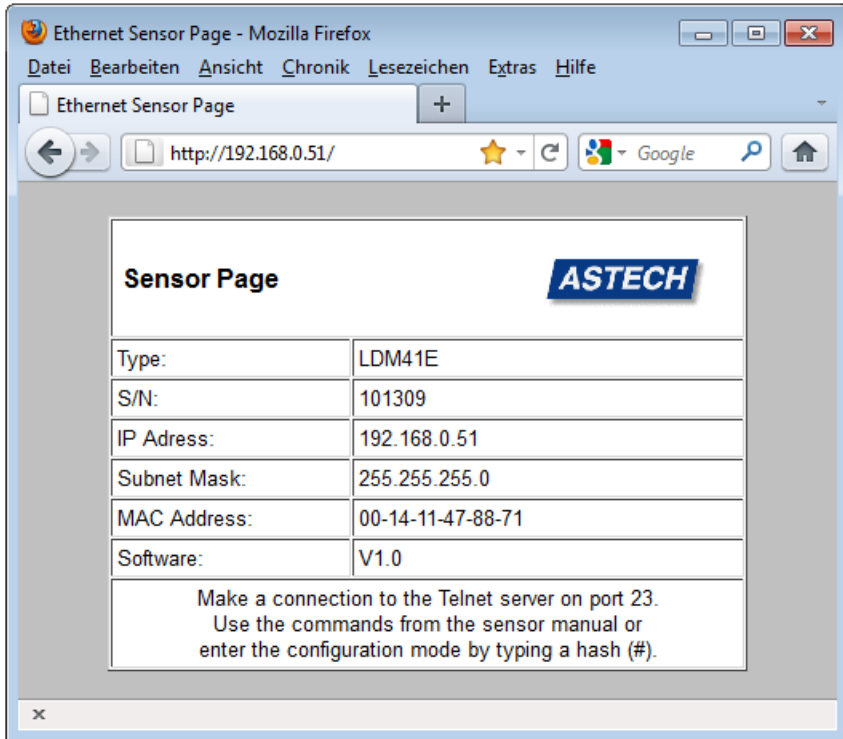 Ethernet Sensor Page - Mozilla Firefox
Datei Bearbeiten Ansicht Chronik Lesezeichen Extras Hilfe
Ethernet Sensor Page
http://192.168.0.51/ Google
Sensor Page ASTECH
Type: LDM41E
S/N: 101309
IP Adress: 192.168.0.51
Subnet Mask: 255.255.255.0
MAC Address: 00-14-11-47-88-71
Software: V1.0
Make a connection to the Telnet server on port 23.
Use the commands from the sensor manual or
enter the configuration mode by typing a hash (#).